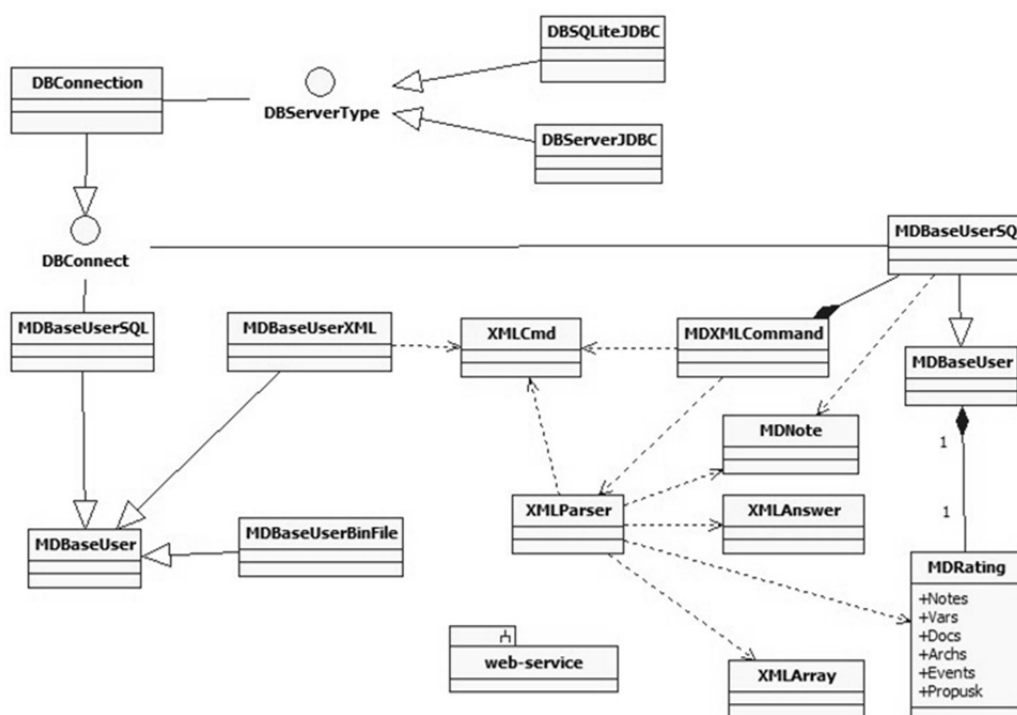 DBSQLiteJDBC
DBConnection
DBServerType
DBServerJDBC
DBConnect
MDBaseUserSQ
MDBaseUserSQL
MDBaseUserXML
XMLCmd
MDXMLCommand
MDBaseUser
MDNote
1
XMLParser
XMLAnswer
1
MDBaseUser
MDBaseUserBinFile
MDRating
+Notes
+Vars
+Docs
+Archs
+Events
+Propusk
web-service
XMLArray